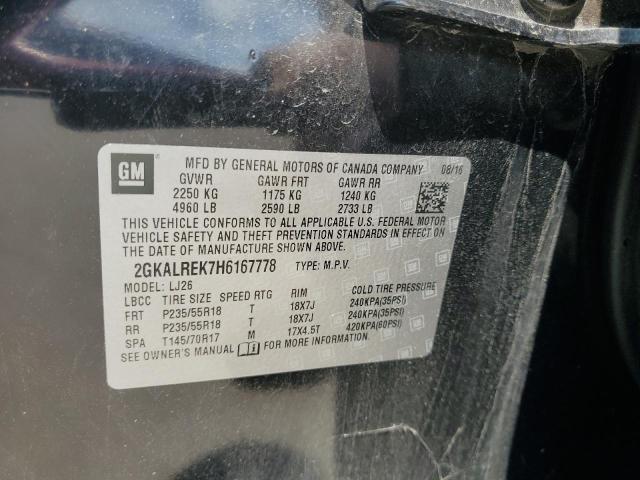 GM
MFD BY GENERAL MOTORS OF CANADA COMPANY 08/16
GVWR GAWR FRT GAWR RR
2250 KG 1175 KG 1240 KG
4960 LB 2590 LB 2733 LB
THIS VEHICLE CONFORMS TO ALL APPLICABLE U.S. FEDERAL MOTOR
VEHICLE SAFETY AND THEFT PREVENTION STANDARDS IN EFFECT ON
THE DATE OF MANUFACTURE SHOWN ABOVE.
2GKALREK7H6167778 TYPE: M.P.V.
MODEL: LJ26
LBCC TIRE SIZE SPEED RTG RIM COLD TIRE PRESSURE
FRT P235/55R18 T 18X7J 240KPA(35PSI)
RR P235/55R18 T 18X7J 240KPA(35PSI)
SPA T145/70R17 M 17X4.5T 420KPA(60PSI)
SEE OWNER'S MANUAL FOR MORE INFORMATION.